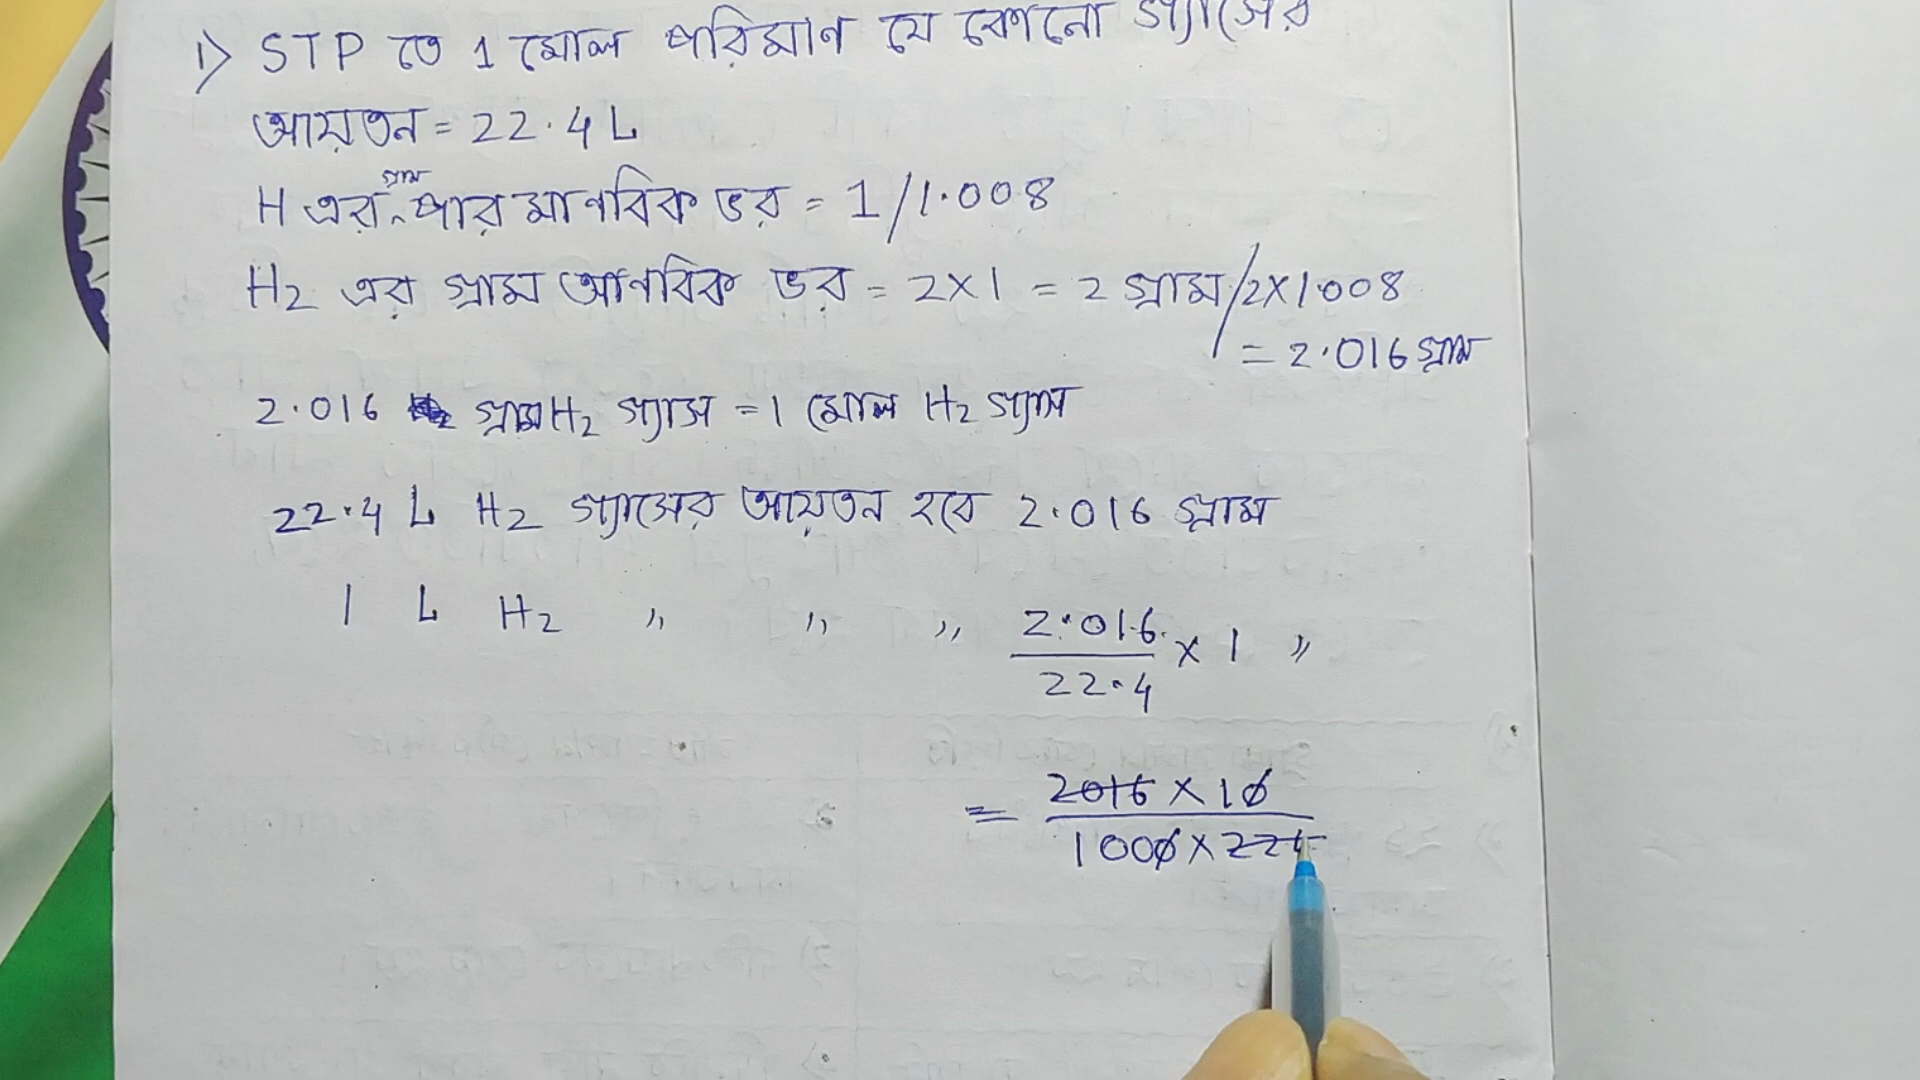 1) STP তে 1 মোল পরিমান যে কোনো গ্যাসের
আয়তন = 22.4 L
H এর গ্রাম পারমানবিক ভর = 1/1.008
H2 এর গ্রাম আনবিক ভর = 2×1 = 2 গ্রাম/2×1.008
= 2.016 গ্রাম
2.016 গ্রাম H2 গ্যাস = 1 মোল H2 গ্যাস
22.4 L H2 গ্যাসের আয়তন হবে 2.016 গ্রাম
1 L H2 " " " 2.016/22.4 × 1 "
= 2016 × 10 / 1000 × 224